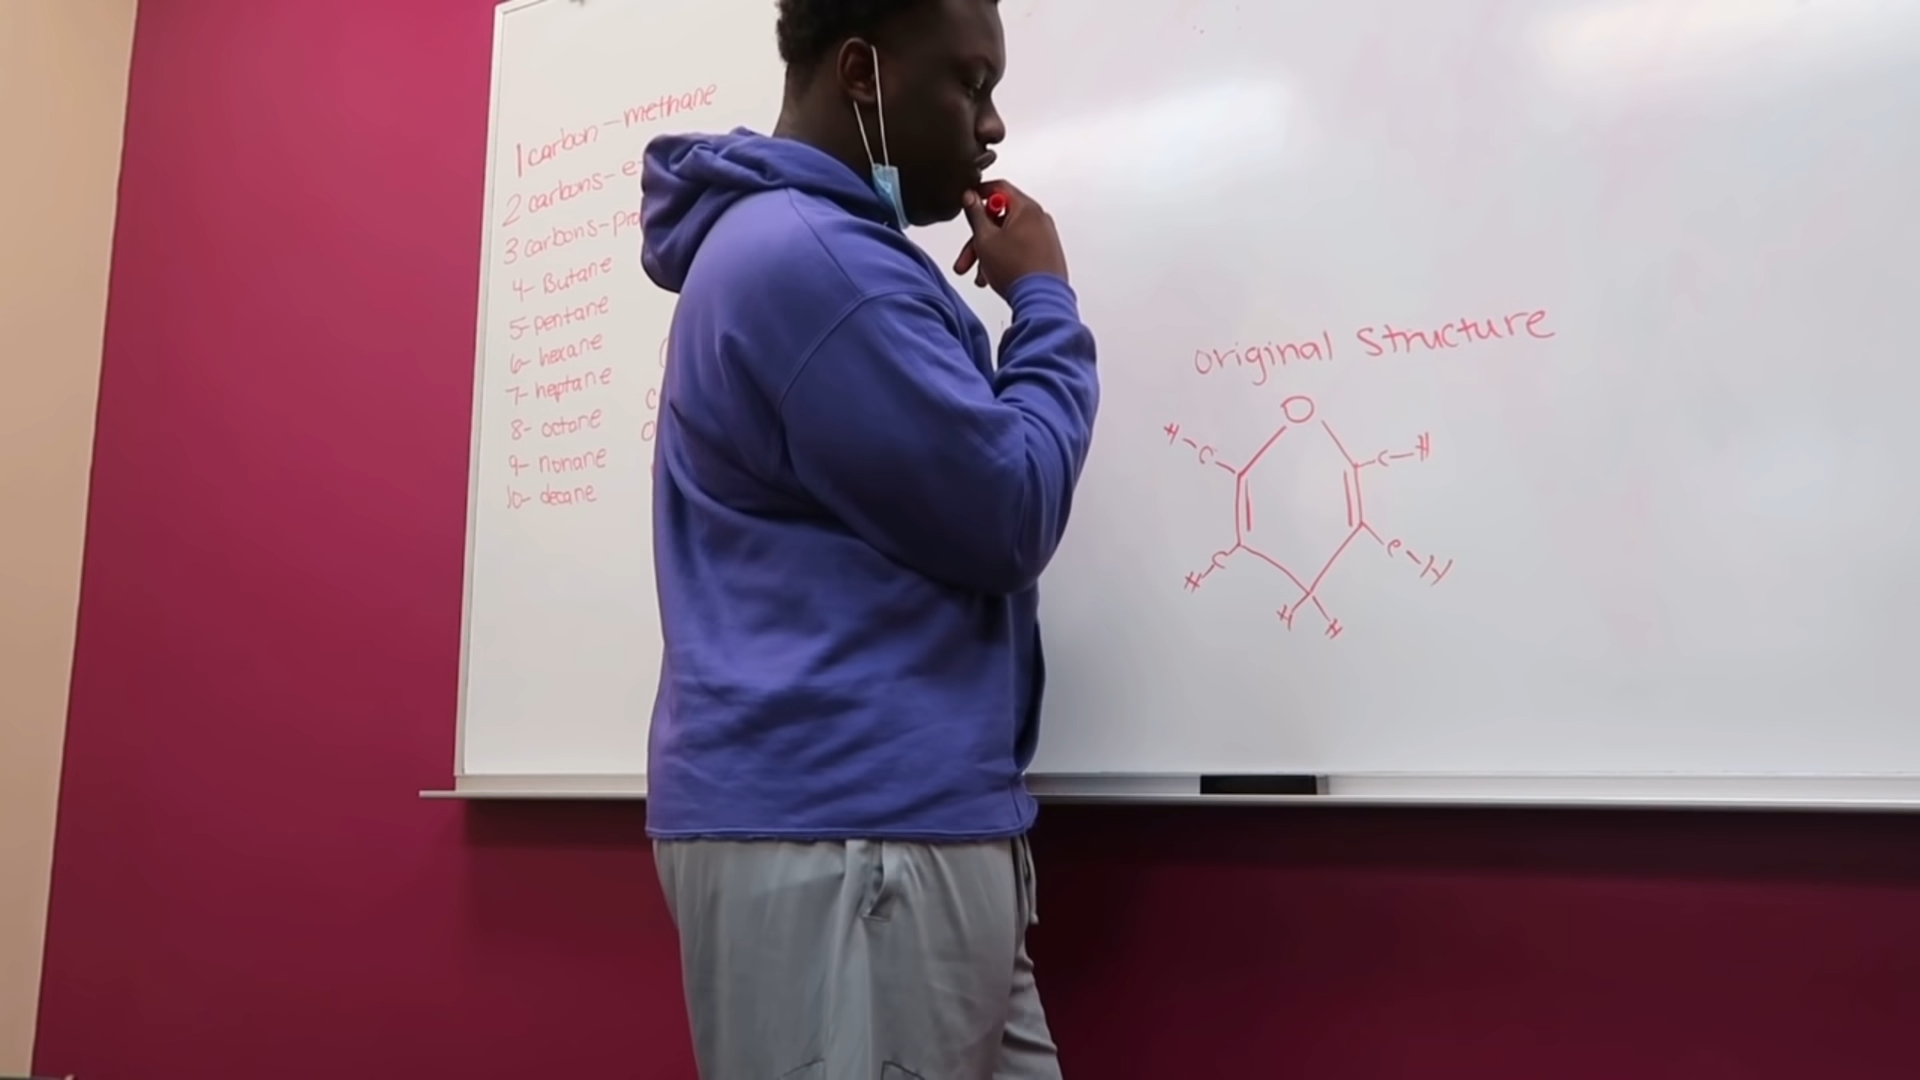 1 carbon - methane
2 carbons - e
3 carbons - pro
4 - Butane
5 - pentane
6 - hexane
7 - heptane
8 - octane
9 - nonane
10 - decane
original Structure
O
H - C
C - H
H - C
C - H
H H